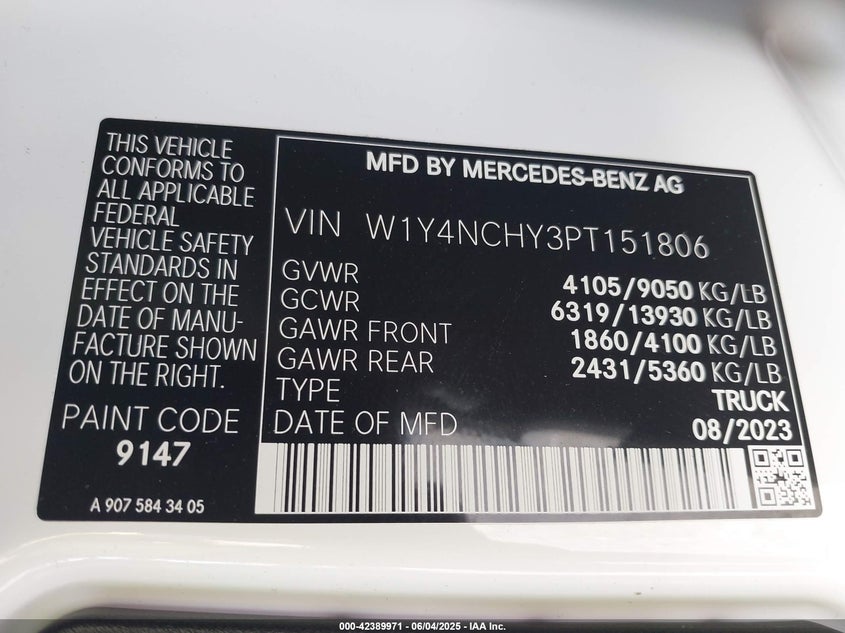 THIS VEHICLE
CONFORMS TO
ALL APPLICABLE
FEDERAL
VEHICLE SAFETY
STANDARDS IN
EFFECT ON THE
DATE OF MANU-
FACTURE SHOWN
ON THE RIGHT.
PAINT CODE
9147
A 907 584 34 05
MFD BY MERCEDES-BENZ AG
VIN W1Y4NCHY3PT151806
GVWR 4105/9050 KG/LB
GCWR 6319/13930 KG/LB
GAWR FRONT 1860/4100 KG/LB
GAWR REAR 2431/5360 KG/LB
TYPE TRUCK
DATE OF MFD 08/2023
000-42389971 - 06/04/2025 - IAA Inc.